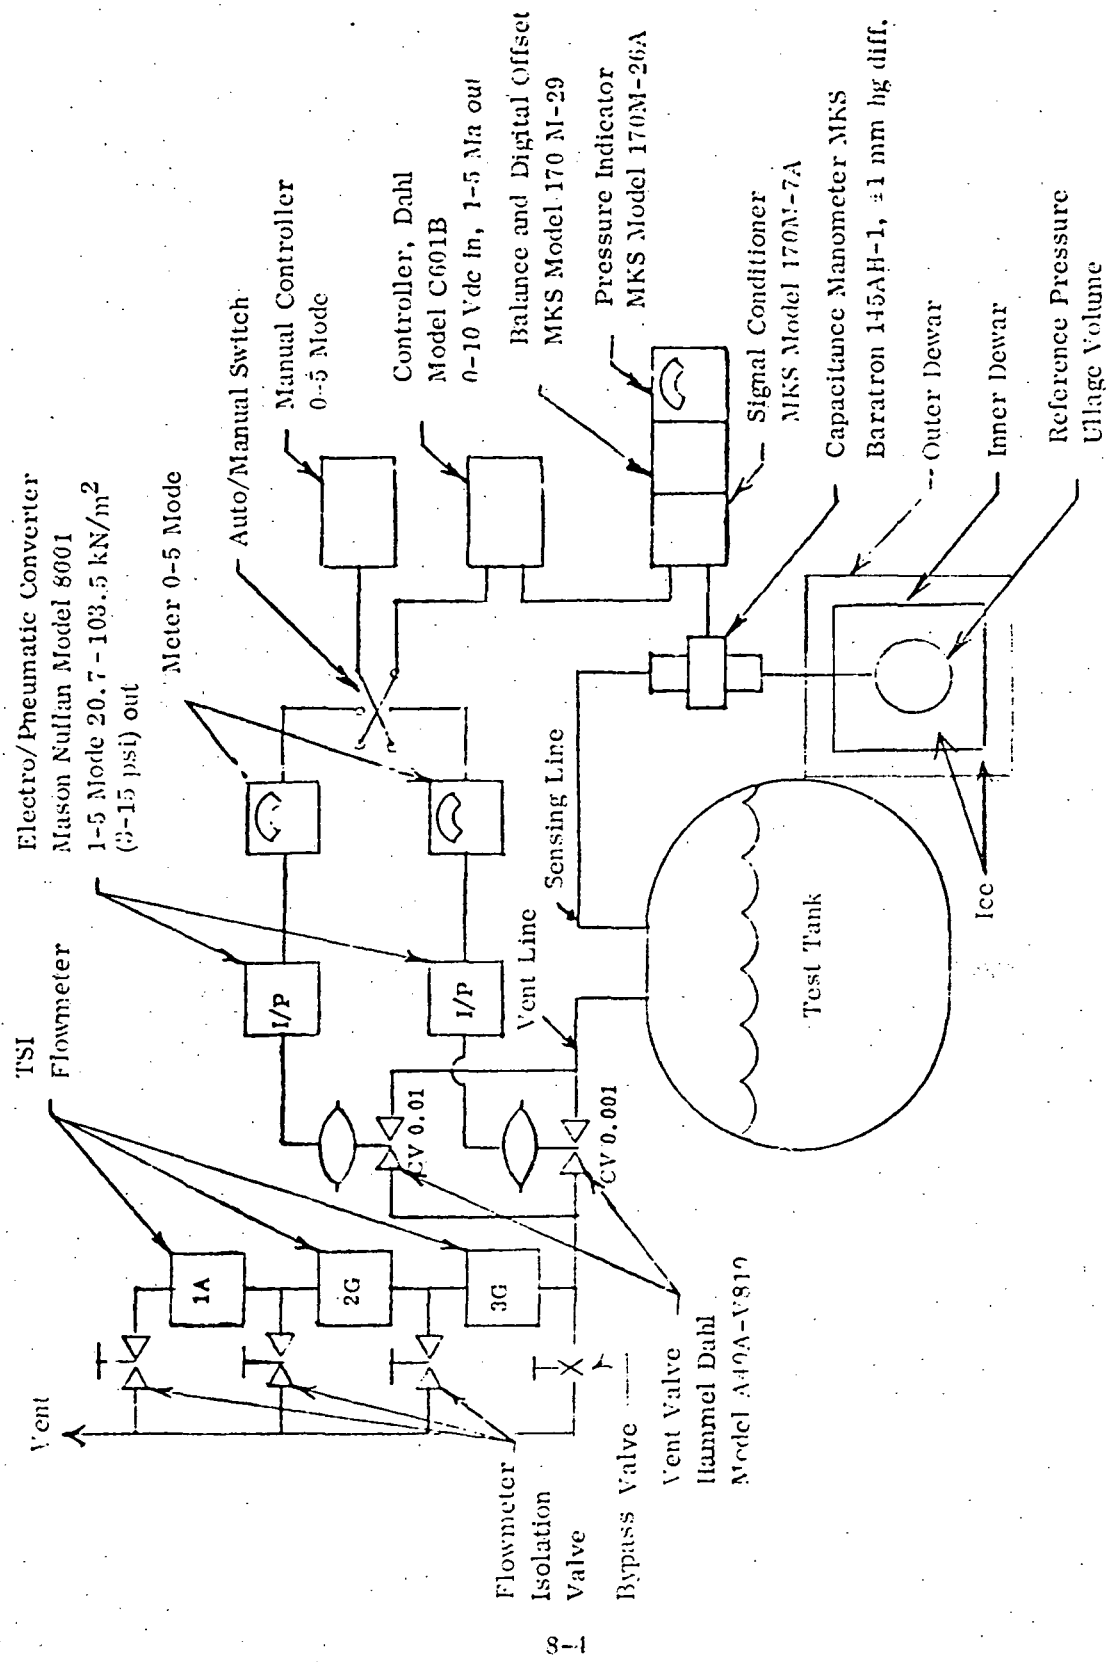 TSI
Flowmeter
Electro/Pneumatic Converter
Mason Nullan Model 8001
1-5 Mode 20.7-103.5 kN/m2
(3-15 psi) out
Meter 0-5 Mode
Auto/Manual Switch
Manual Controller
0-5 Mode
Controller, Dahl
Model C601B
0-10 Vdc in, 1-5 Ma out
Balance and Digital Offset
MKS Model 170 M-29
Pressure Indicator
MKS Model 170M-26A
Signal Conditioner
MKS Model 170M-7A
Capacitance Manometer MKS
Baratron 145AH-1, ±1 mm hg diff.
Outer Dewar
Inner Dewar
Reference Pressure
Ullage Volume
Vent
1A
2G
3G
I/P
I/P
CV 0.01
CV 0.001
Vent Line
Sensing Line
Test Tank
Ice
Flowmeter
Isolation
Valve
Bypass Valve
Vent Valve
Hammel Dahl
Model
8-4